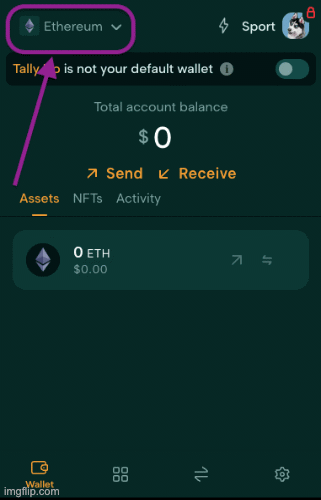 Ethereum
Sport
Tally Ho is not your default wallet
Total account balance
$0
Send
Receive
Assets
NFTs
Activity
0 ETH
$0.00
Wallet
imgflip.com